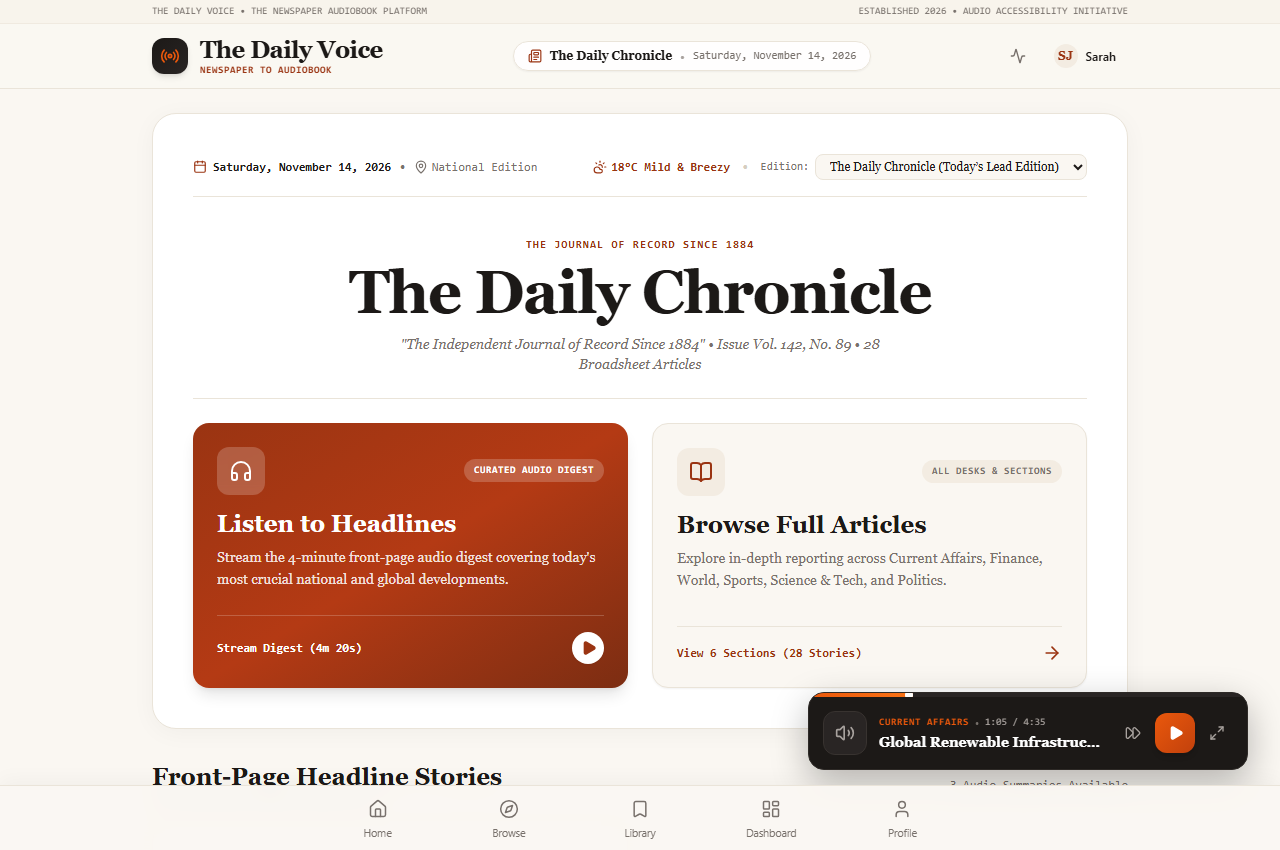 THE DAILY VOICE • THE NEWSPAPER AUDIOBOOK PLATFORM
ESTABLISHED 2026 • AUDIO ACCESSIBILITY INITIATIVE
The Daily Voice
NEWSPAPER TO AUDIOBOOK
The Daily Chronicle • Saturday, November 14, 2026
SJ Sarah
Saturday, November 14, 2026 • National Edition
18°C Mild & Breezy • Edition: The Daily Chronicle (Today's Lead Edition)
THE JOURNAL OF RECORD SINCE 1884
The Daily Chronicle
"The Independent Journal of Record Since 1884" • Issue Vol. 142, No. 89 • 28
Broadsheet Articles
CURATED AUDIO DIGEST
Listen to Headlines
Stream the 4-minute front-page audio digest covering today's
most crucial national and global developments.
Stream Digest (4m 20s)
ALL DESKS & SECTIONS
Browse Full Articles
Explore in-depth reporting across Current Affairs, Finance,
World, Sports, Science & Tech, and Politics.
View 6 Sections (28 Stories)
CURRENT AFFAIRS • 1:05 / 4:35
Global Renewable Infrastruc...
Front-Page Headline Stories
3 Audio Summaries Available
Home
Browse
Library
Dashboard
Profile